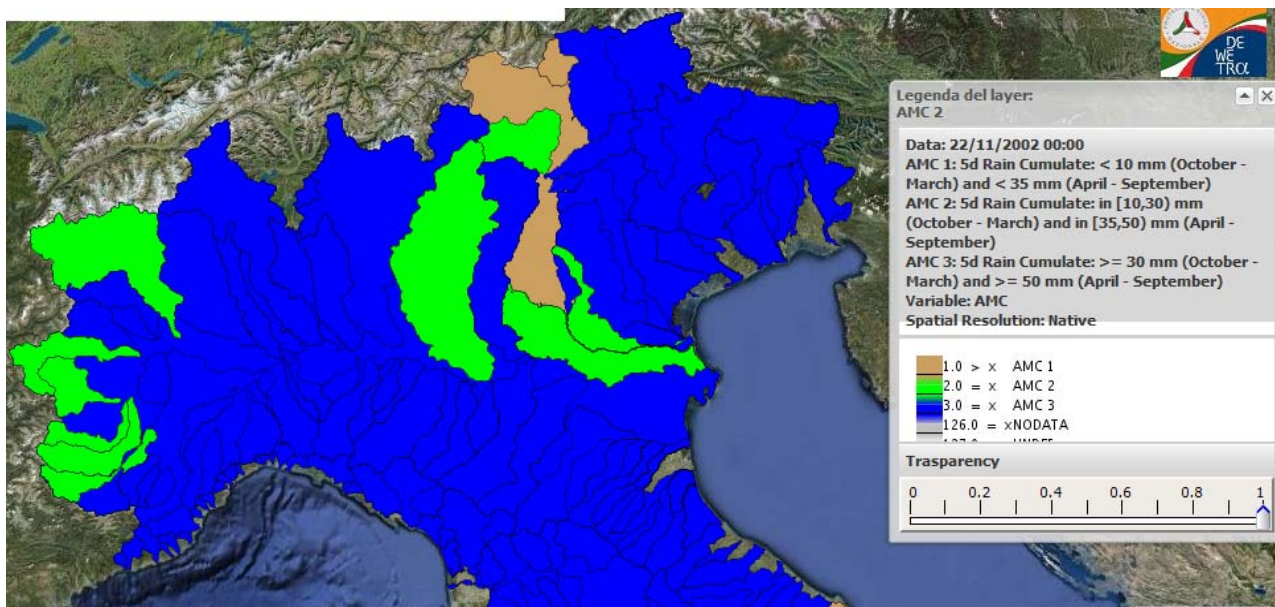 DE
WE
TRα
Legenda del layer:
AMC 2
Data: 22/11/2002 00:00
AMC 1: 5d Rain Cumulate: < 10 mm (October -
March) and < 35 mm (April - September)
AMC 2: 5d Rain Cumulate: in [10,30) mm
(October - March) and in [35,50) mm (April -
September)
AMC 3: 5d Rain Cumulate: >= 30 mm (October -
March) and >= 50 mm (April - September)
Variable: AMC
Spatial Resolution: Native
1.0 > x AMC 1
2.0 = x AMC 2
3.0 = x AMC 3
126.0 = xNODATA
Trasparency
0 0.2 0.4 0.6 0.8 1